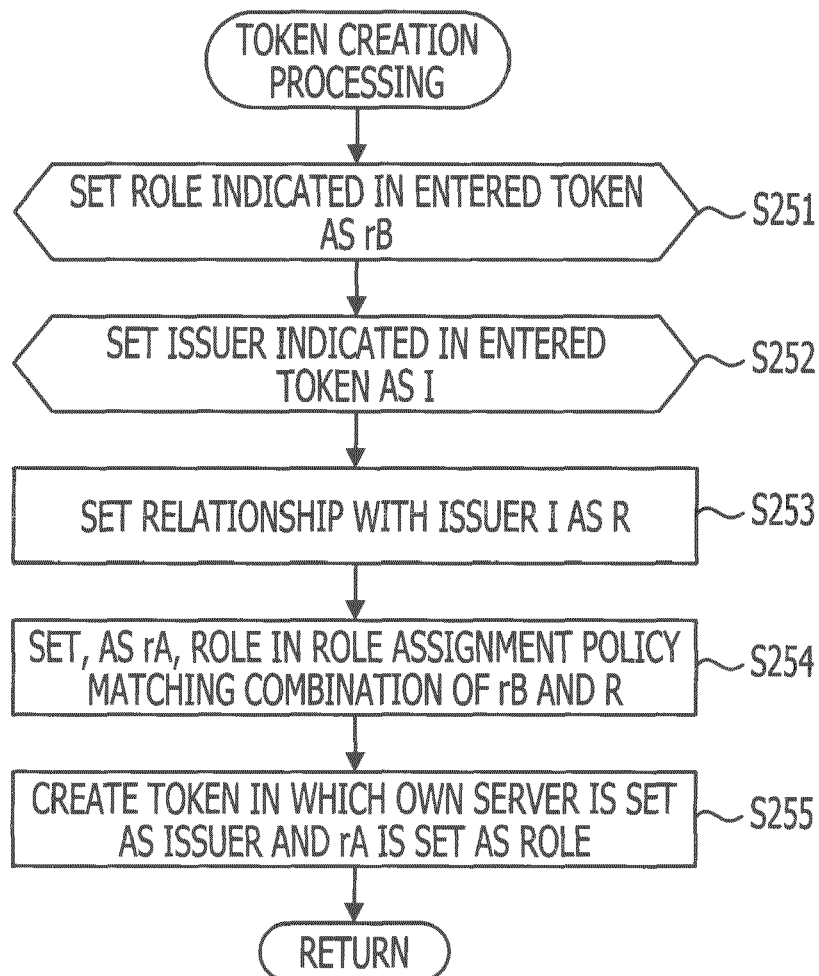 TOKEN CREATION
PROCESSING
SET ROLE INDICATED IN ENTERED TOKEN
AS rB
S251
SET ISSUER INDICATED IN ENTERED
TOKEN AS I
S252
SET RELATIONSHIP WITH ISSUER I AS R
S253
SET, AS rA, ROLE IN ROLE ASSIGNMENT POLICY
MATCHING COMBINATION OF rB AND R
S254
CREATE TOKEN IN WHICH OWN SERVER IS SET
AS ISSUER AND rA IS SET AS ROLE
S255
RETURN